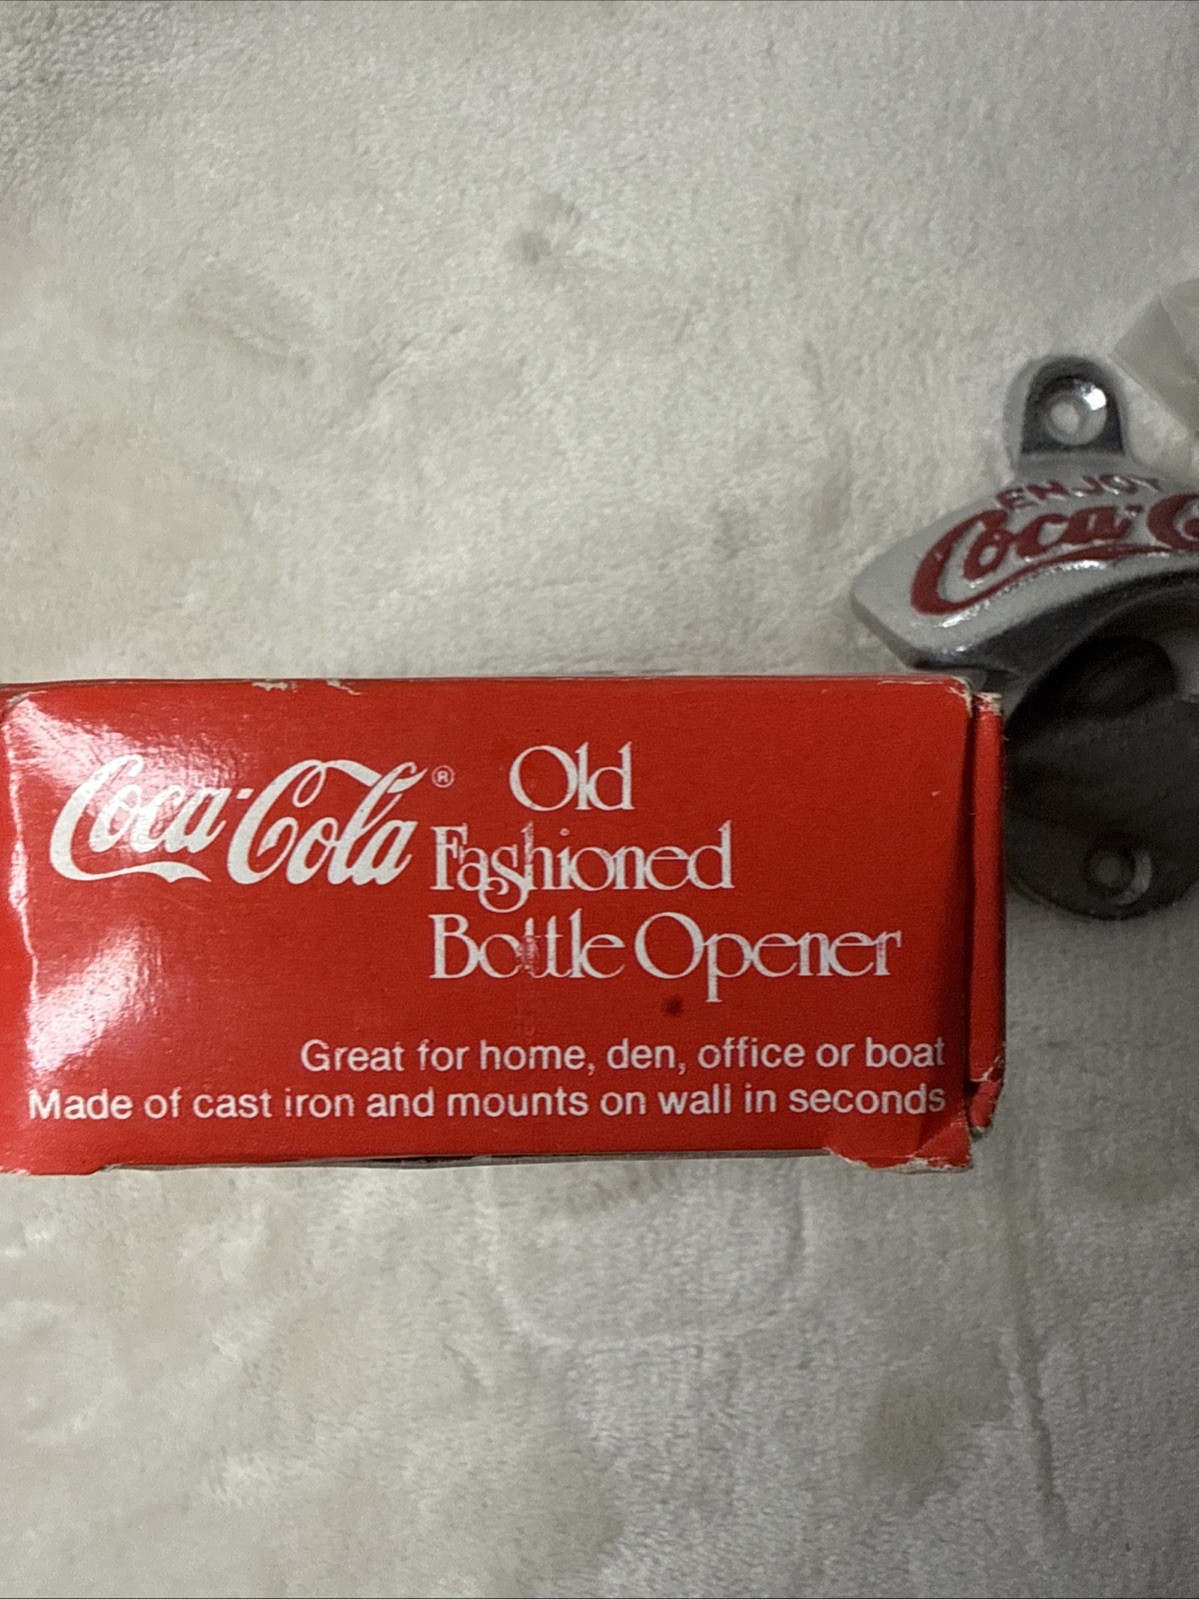 ENJOY
Coca-C
Coca-Cola®
Old
Fashioned
Bottle Opener
Great for home, den, office or boat
Made of cast iron and mounts on wall in seconds